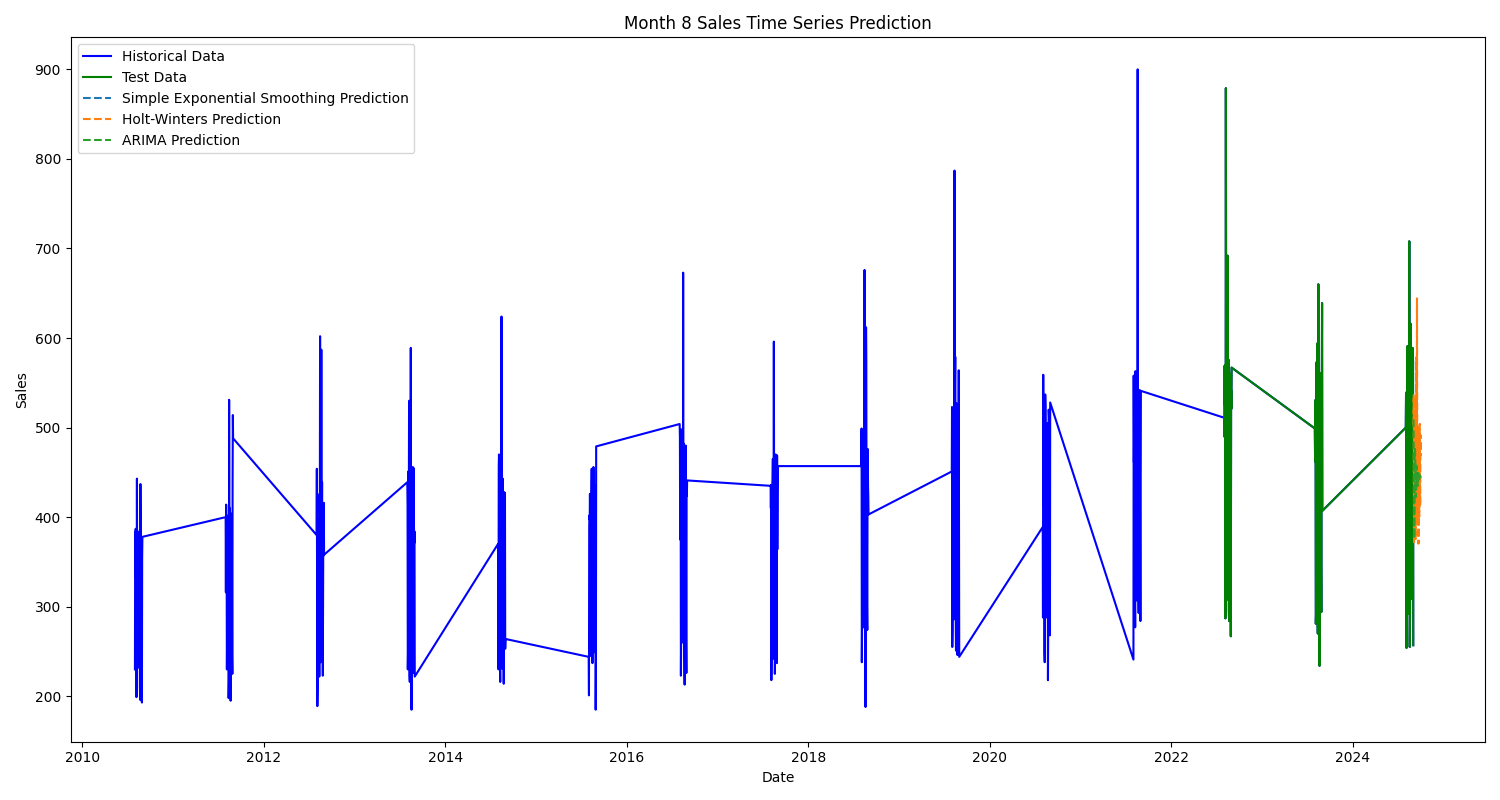 Month 8 Sales Time Series Prediction
Historical Data
Test Data
Simple Exponential Smoothing Prediction
Holt-Winters Prediction
ARIMA Prediction
900
800
700
600
500
400
300
200
Sales
2010 2012 2014 2016 2018 2020 2022 2024
Date